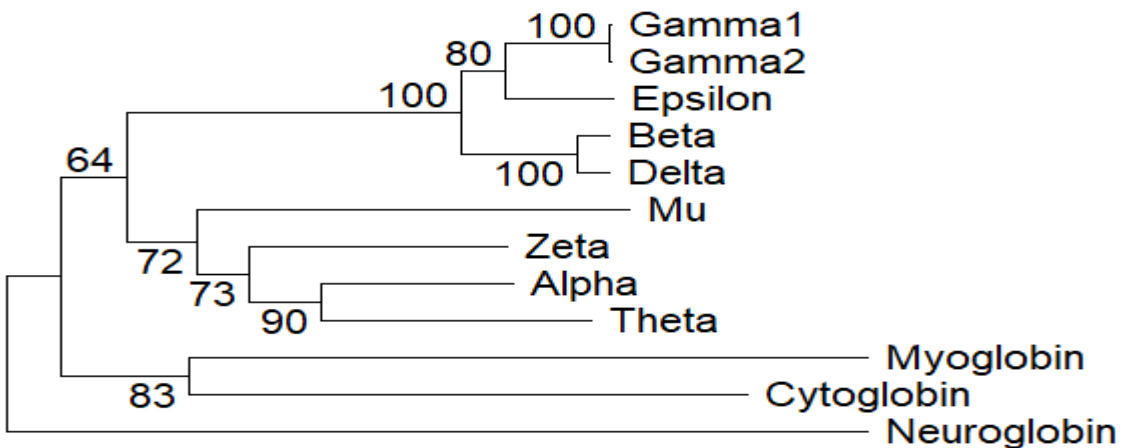 100 Gamma1
80 Gamma2
100 Epsilon
Beta
64 100 Delta
Mu
72 Zeta
73 Alpha
90 Theta
Myoglobin
83 Cytoglobin
Neuroglobin